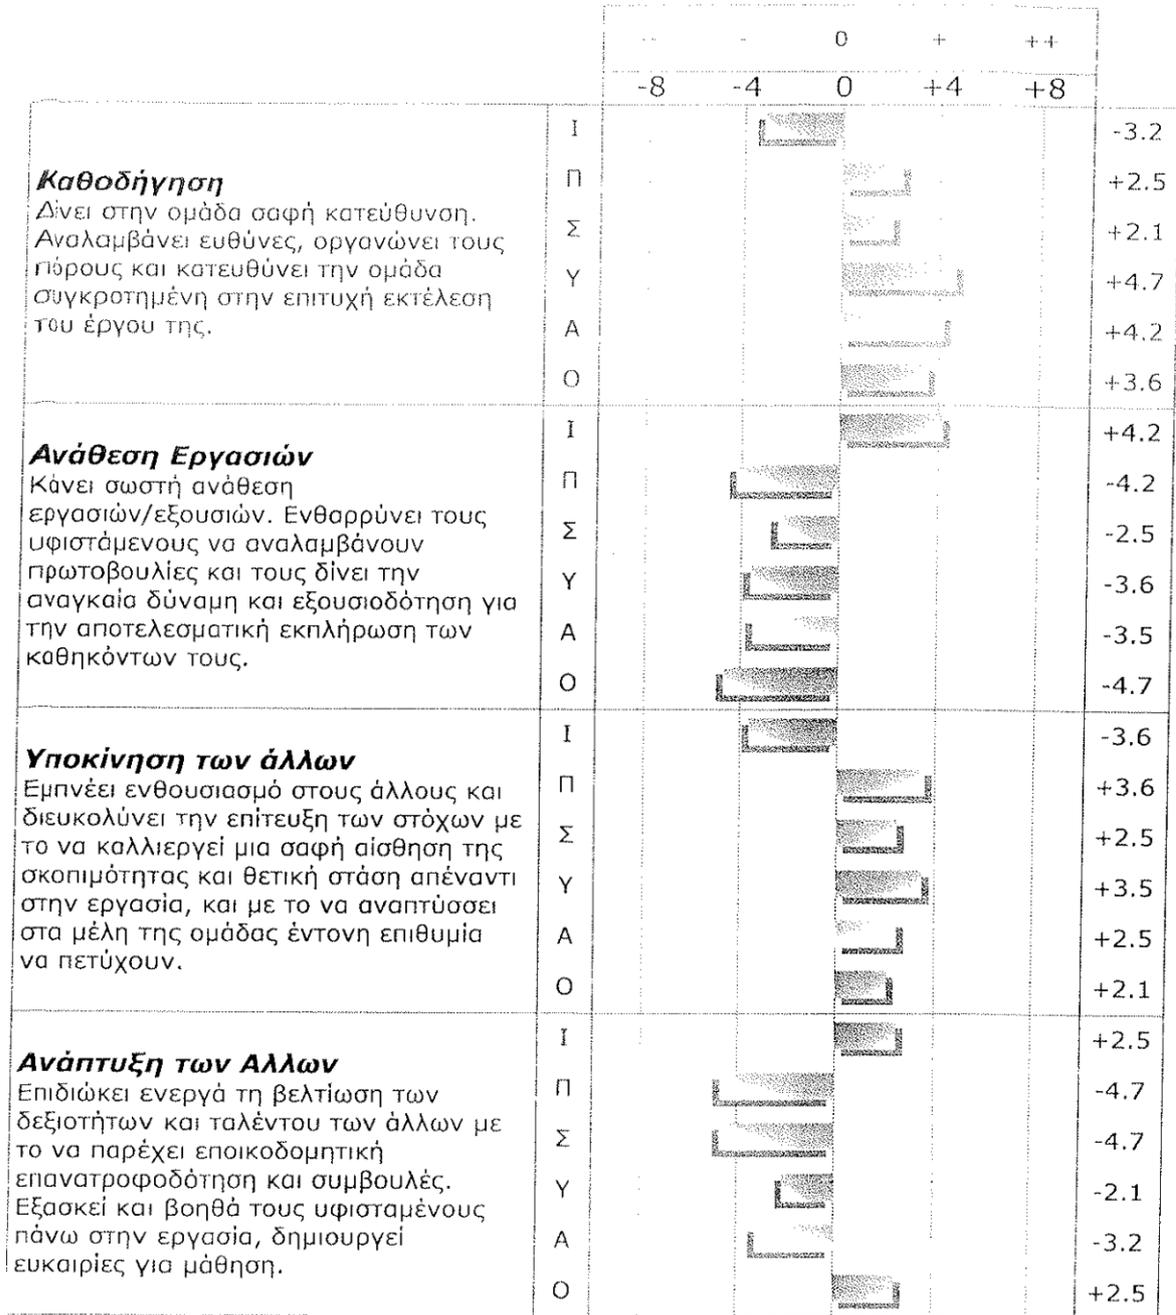 -- - 0 + ++
-8 -4 0 +4 +8
Καθοδήγηση
Δίνει στην ομάδα σαφή κατεύθυνση.
Αναλαμβάνει ευθύνες, οργανώνει τους
πόρους και κατευθύνει την ομάδα
συγκροτημένη στην επιτυχή εκτέλεση
του έργου της.
Ι -3.2
Π +2.5
Σ +2.1
Υ +4.7
Α +4.2
Ο +3.6
Ανάθεση Εργασιών
Κάνει σωστή ανάθεση
εργασιών/εξουσιών. Ενθαρρύνει τους
υφιστάμενους να αναλαμβάνουν
πρωτοβουλίες και τους δίνει την
αναγκαία δύναμη και εξουσιοδότηση για
την αποτελεσματική εκπλήρωση των
καθηκόντων τους.
Ι +4.2
Π -4.2
Σ -2.5
Υ -3.6
Α -3.5
Ο -4.7
Υποκίνηση των άλλων
Εμπνέει ενθουσιασμό στους άλλους και
διευκολύνει την επίτευξη των στόχων με
το να καλλιεργεί μια σαφή αίσθηση της
σκοπιμότητας και θετική στάση απέναντι
στην εργασία, και με το να αναπτύσσει
στα μέλη της ομάδας έντονη επιθυμία
να πετύχουν.
Ι -3.6
Π +3.6
Σ +2.5
Υ +3.5
Α +2.5
Ο +2.1
Ανάπτυξη των Αλλων
Επιδιώκει ενεργά τη βελτίωση των
δεξιοτήτων και ταλέντου των άλλων με
το να παρέχει εποικοδομητική
επανατροφοδότηση και συμβουλές.
Εξασκεί και βοηθά τους υφισταμένους
πάνω στην εργασία, δημιουργεί
ευκαιρίες για μάθηση.
Ι +2.5
Π -4.7
Σ -4.7
Υ -2.1
Α -3.2
Ο +2.5